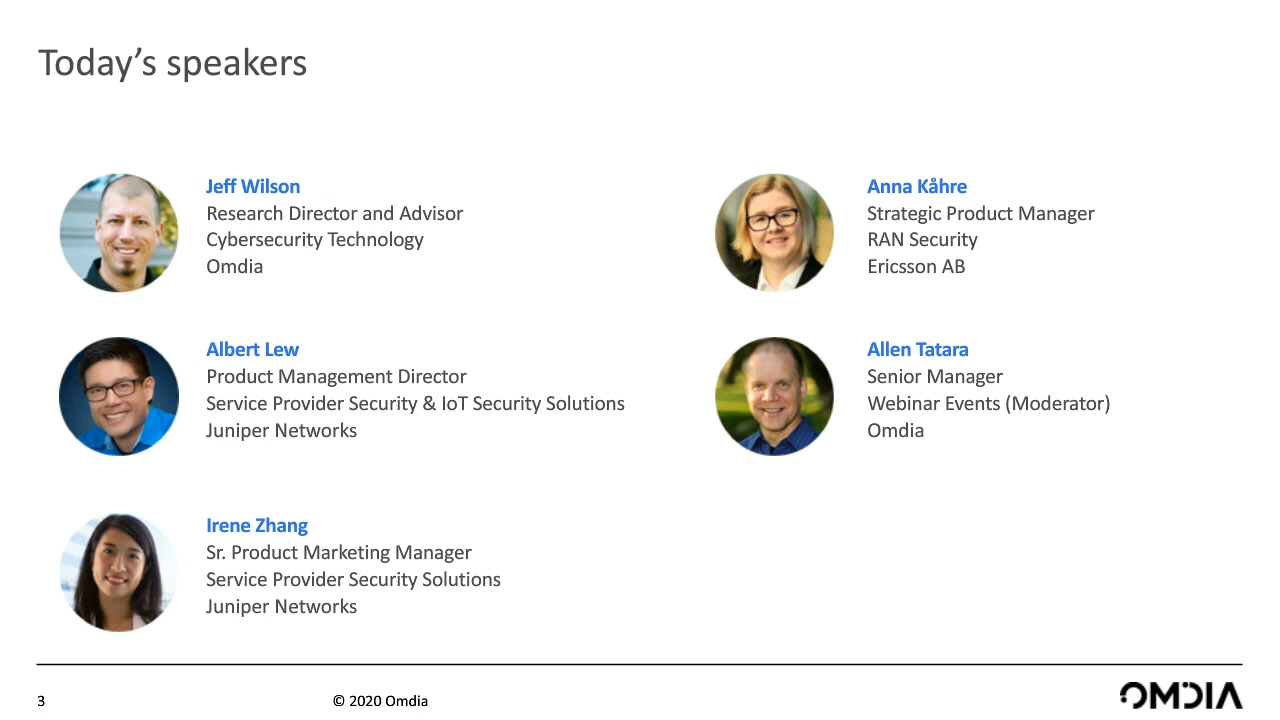 Today’s speakers
Jeff Wilson
Research Director and Advisor
Cybersecurity Technology
Omdia
Albert Lew
Product Management Director
Service Provider Security & IoT Security Solutions
Juniper Networks
Irene Zhang
Sr. Product Marketing Manager
Service Provider Security Solutions
Juniper Networks
Anna Kåhre
Strategic Product Manager
RAN Security
Ericsson AB
Allen Tatara
Senior Manager
Webinar Events (Moderator)
Omdia
3
© 2020 Omdia
OMDIA